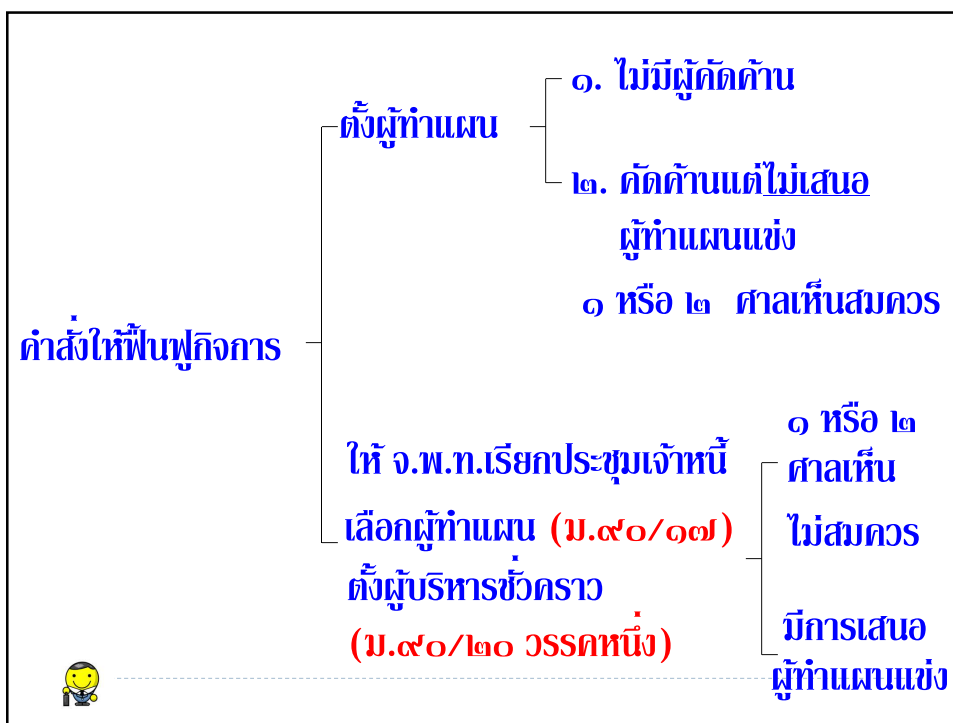 ๑. ไม่มีผู้คัดค้าน
ตั้งผู้ทำแผน
๒. คัดค้านแต่ไม่เสนอ
ผู้ทำแผนแข่ง
๑ หรือ ๒ ศาลเห็นสมควร
คำสั่งให้ฟื้นฟูกิจการ
๑ หรือ ๒
ศาลเห็น
ไม่สมควร
ให้ จ.พ.ท.เรียกประชุมเจ้าหนี้
เลือกผู้ทำแผน (ม.๙๐/๑๗)
ตั้งผู้บริหารชั่วคราว
(ม.๙๐/๒๐ วรรคหนึ่ง)
มีการเสนอ
ผู้ทำแผนแข่ง